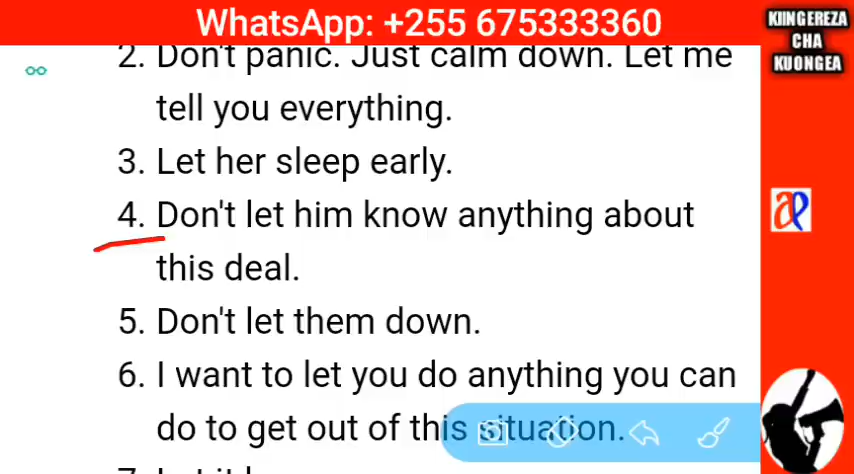 WhatsApp: +255 675333360
KIINGEREZA
CHA
KUONGEA
2. Don't panic. Just calm down. Let me
tell you everything.
3. Let her sleep early.
4. Don't let him know anything about
this deal.
5. Don't let them down.
6. I want to let you do anything you can
do to get out of this situation.